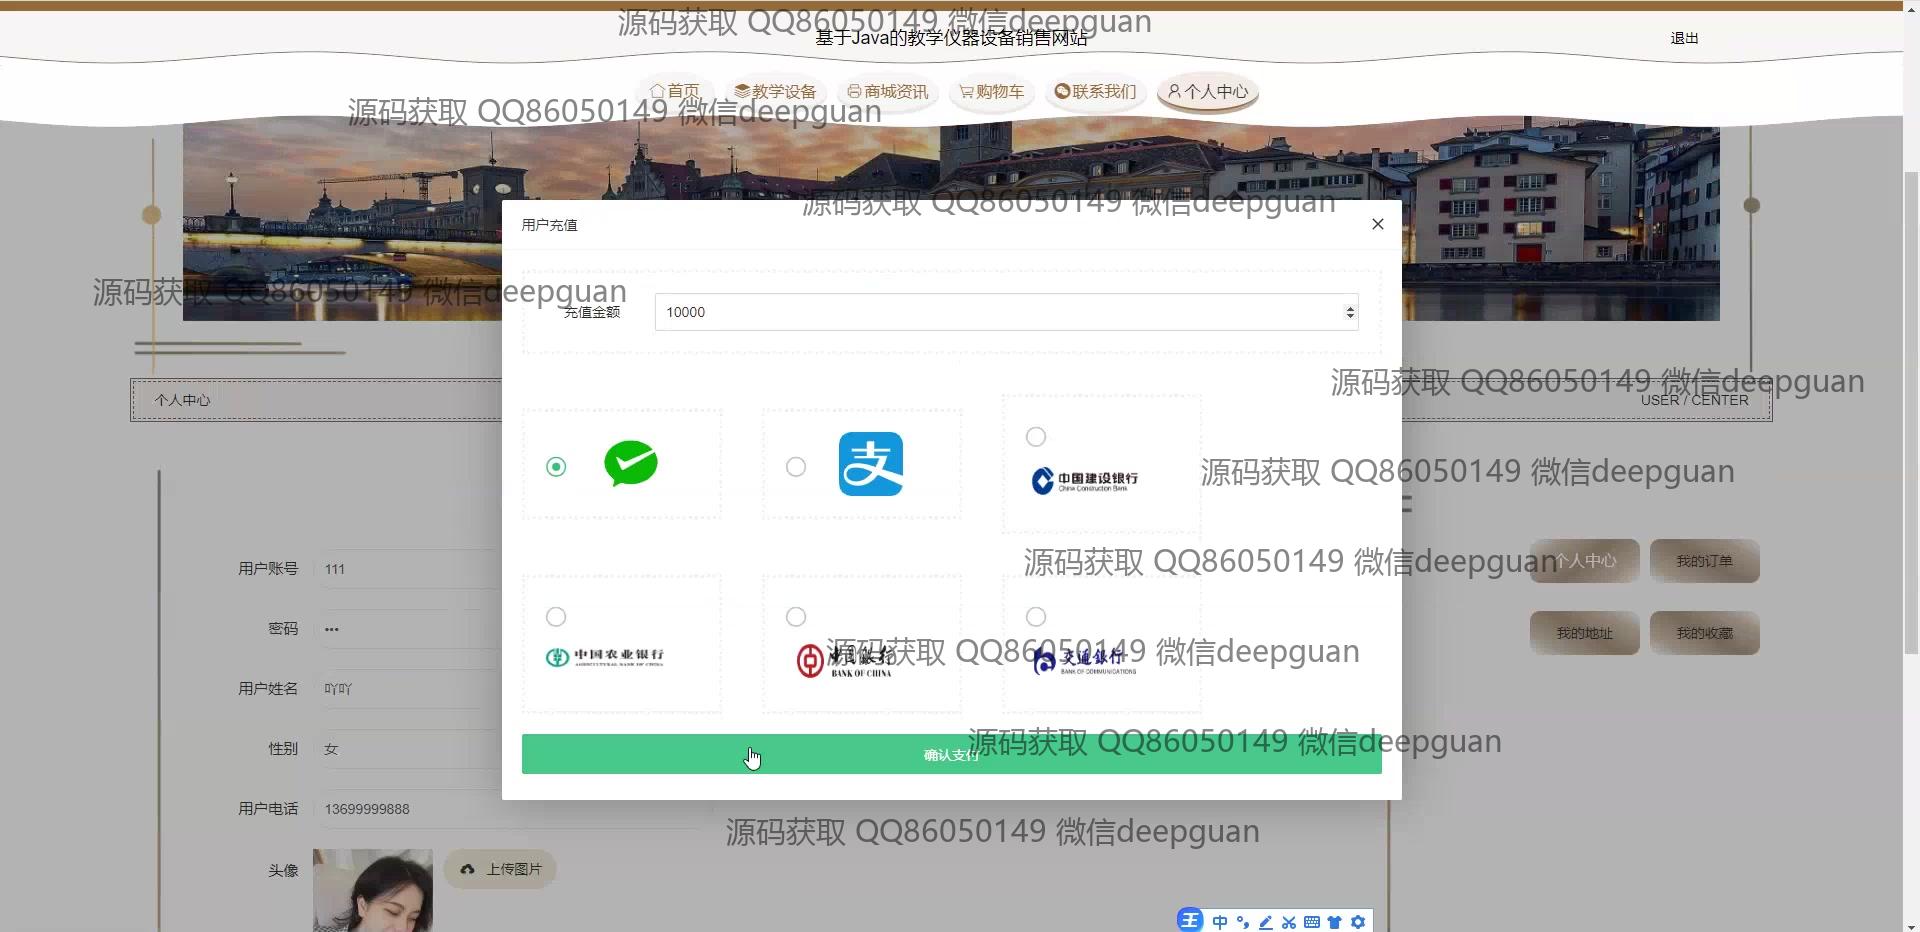 源码获取 QQ86050149 微信deepguan
基于Java的教学仪器设备销售网站
退出
首页 教学设备 商城资讯 购物车 联系我们 个人中心
源码获取 QQ86050149 微信deepguan
源码获取 QQ86050149 微信deepguan
用户充值
源码获取 QQ86050149 微信deepguan
充值金额 10000
源码获取 QQ86050149 微信deepguan
个人中心
USER / CENTER
中国建设银行
China Construction Bank
源码获取 QQ86050149 微信deepguan
支
源码获取 QQ86050149 微信deepguan
个人中心 我的订单
用户账号 111
密码 •••
我的地址 我的收藏
中国农业银行
AGRICULTURAL BANK OF CHINA
中国银行
BANK OF CHINA
交通银行
BANK OF COMMUNICATIONS
源码获取 QQ86050149 微信deepguan
用户姓名 吖吖
性别 女
确认支付
源码获取 QQ86050149 微信deepguan
用户电话 13699999888
源码获取 QQ86050149 微信deepguan
头像 上传图片
王 中